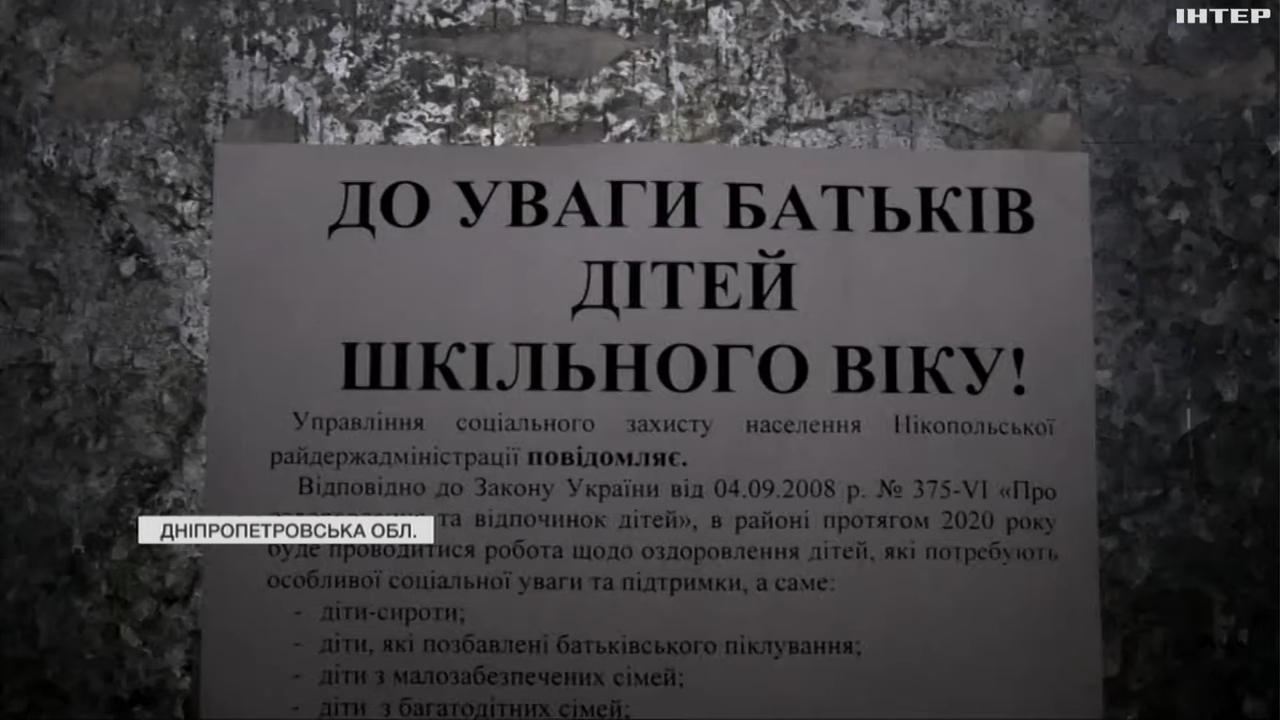 ІНТЕР
ДО УВАГИ БАТЬКІВ
ДІТЕЙ
ШКІЛЬНОГО ВІКУ!
Управління соціального захисту населення Нікопольської
райдержадміністрації повідомляє.
Відповідно до Закону України від 04.09.2008 р. № 375-VI «Про
та відпочинок дітей», в районі протягом 2020 року
ДНІПРОПЕТРОВСЬКА ОБЛ.
буде проводитися робота щодо оздоровлення дітей, які потребують
особливої соціальної уваги та підтримки, а саме:
- діти-сироти;
- діти, які позбавлені батьківського піклування;
- діти з малозабезпечених сімей;
- діти з багатодітних сімей;